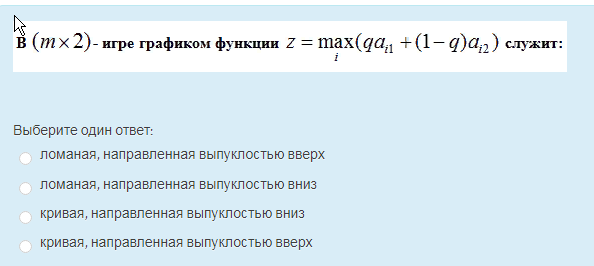 в (m×2)- игре графиком функции z = max(qa_{i1} + (1−q)a_{i2}) служит:
i
Выберите один ответ:
ломаная, направленная выпуклостью вверх
ломаная, направленная выпуклостью вниз
кривая, направленная выпуклостью вниз
кривая, направленная выпуклостью вверх